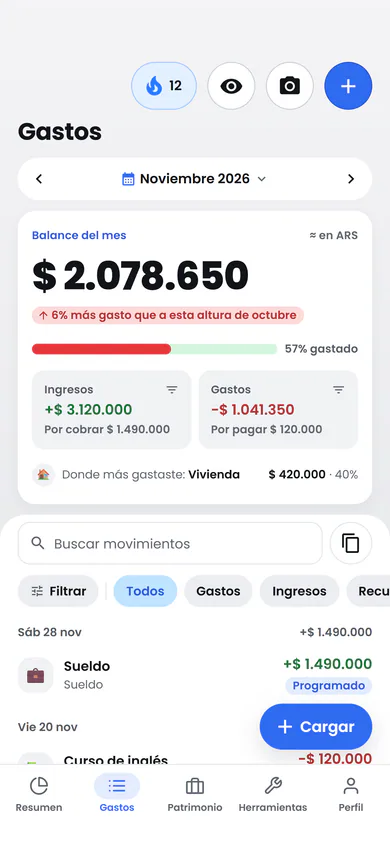 12
Gastos
Noviembre 2026
Balance del mes ≈ en ARS
$ 2.078.650
↑ 6% más gasto que a esta altura de octubre
57% gastado
Ingresos
+$ 3.120.000
Por cobrar $ 1.490.000
Gastos
-$ 1.041.350
Por pagar $ 120.000
Donde más gastaste: Vivienda $ 420.000 · 40%
Buscar movimientos
Filtrar Todos Gastos Ingresos Recu
Sáb 28 nov +$ 1.490.000
Sueldo +$ 1.490.000
Sueldo Programado
Vie 20 nov
Cargar
Curso de inglés -$ 120.000
Resumen Gastos Patrimonio Herramientas Perfil